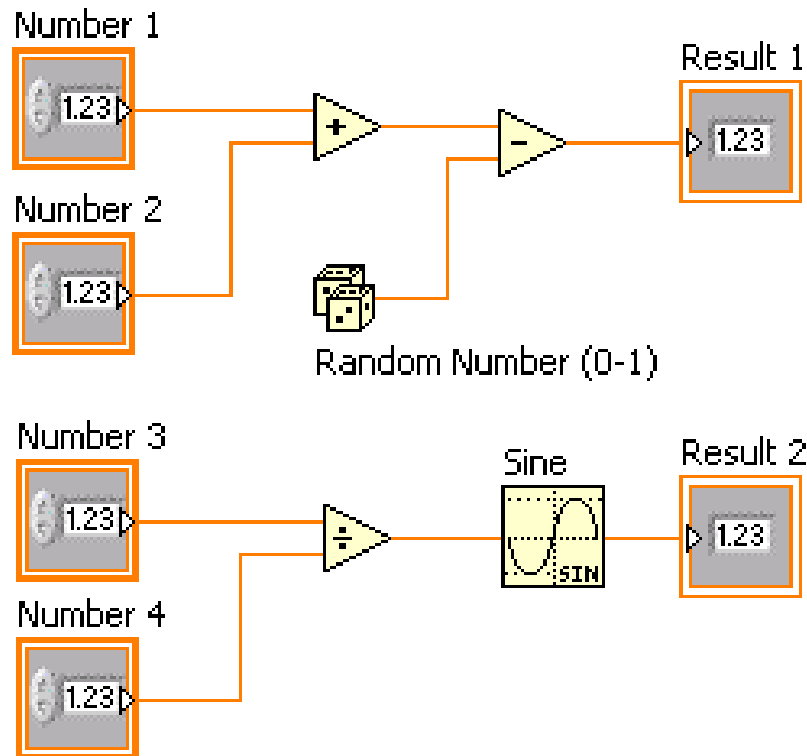 Number 1
1.23
Result 1
1.23
+
-
Number 2
1.23
Random Number (0-1)
Number 3
1.23
Sine
SIN
Result 2
1.23
÷
Number 4
1.23